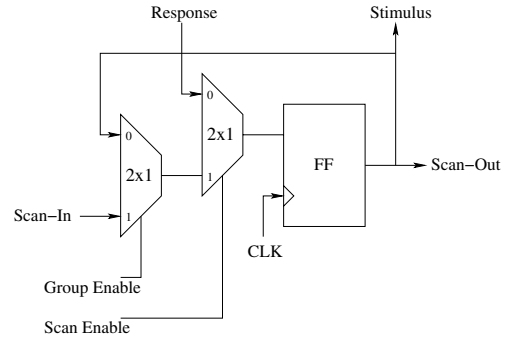 Response
Stimulus
0
2x1
0
2x1
FF
1
Scan-Out
Scan-In
1
CLK
Group Enable
Scan Enable